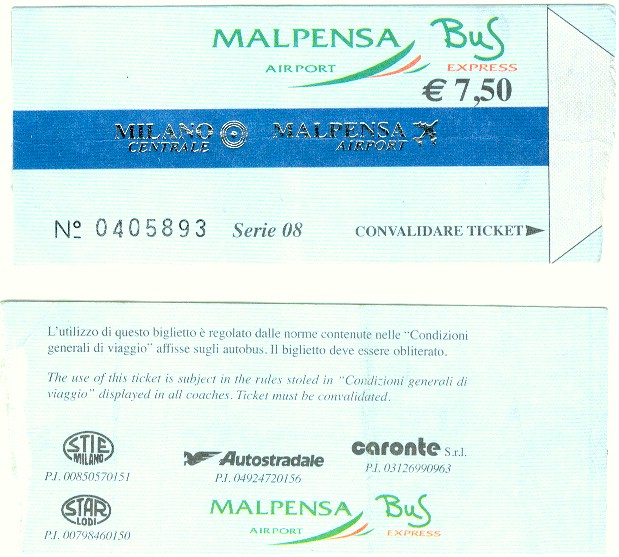 MALPENSA Bus
AIRPORT EXPRESS
€ 7,50
MILANO MALPENSA
CENTRALE AIRPORT
Nº 0405893 Serie 08 CONVALIDARE TICKET
L'utilizzo di questo biglietto è regolato dalle norme contenute nelle "Condizioni
generali di viaggio" affisse sugli autobus. Il biglietto deve essere obliterato.
The use of this ticket is subject in the rules stoled in "Condizioni generali di
viaggio" displayed in all coaches. Ticket must be convalidated.
STIE
MILANO
P.I. 00850570151
Autostradale
P.I. 04924720156
caronte S.r.l.
P.I. 03126990963
STAR
LODI
P.I. 00798460150
MALPENSA Bus
AIRPORT EXPRESS